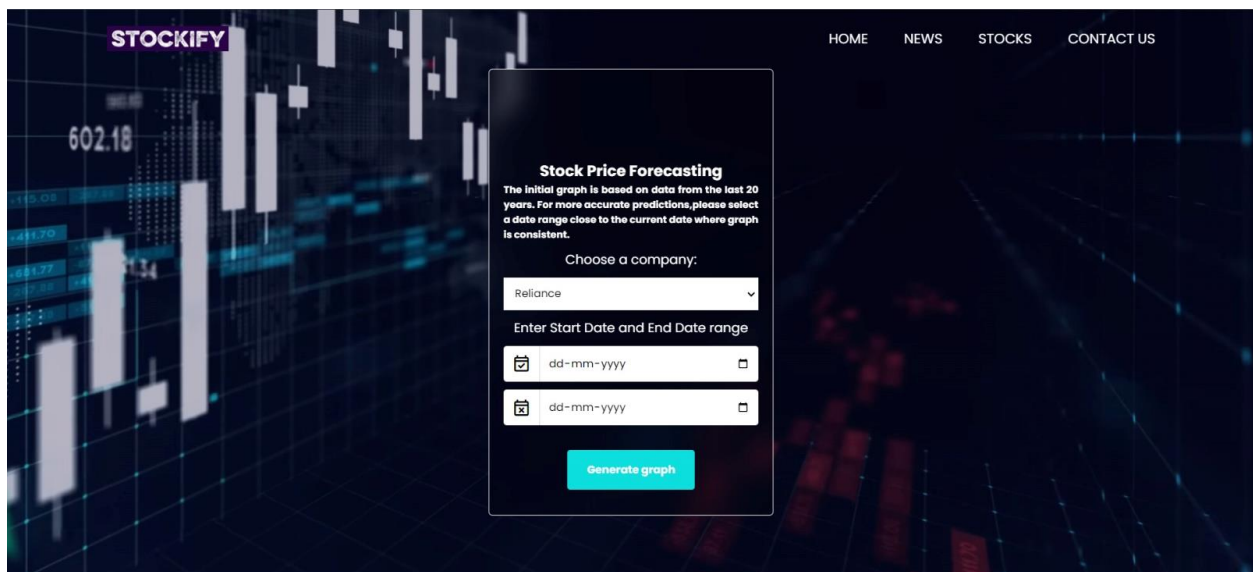 STOCKIFY
HOME NEWS STOCKS CONTACT US
602.18
Stock Price Forecasting
The initial graph is based on data from the last 20
years. For more accurate predictions,please select
a date range close to the current date where graph
is consistent.
Choose a company:
Reliance
Enter Start Date and End Date range
dd-mm-yyyy
dd-mm-yyyy
Generate graph